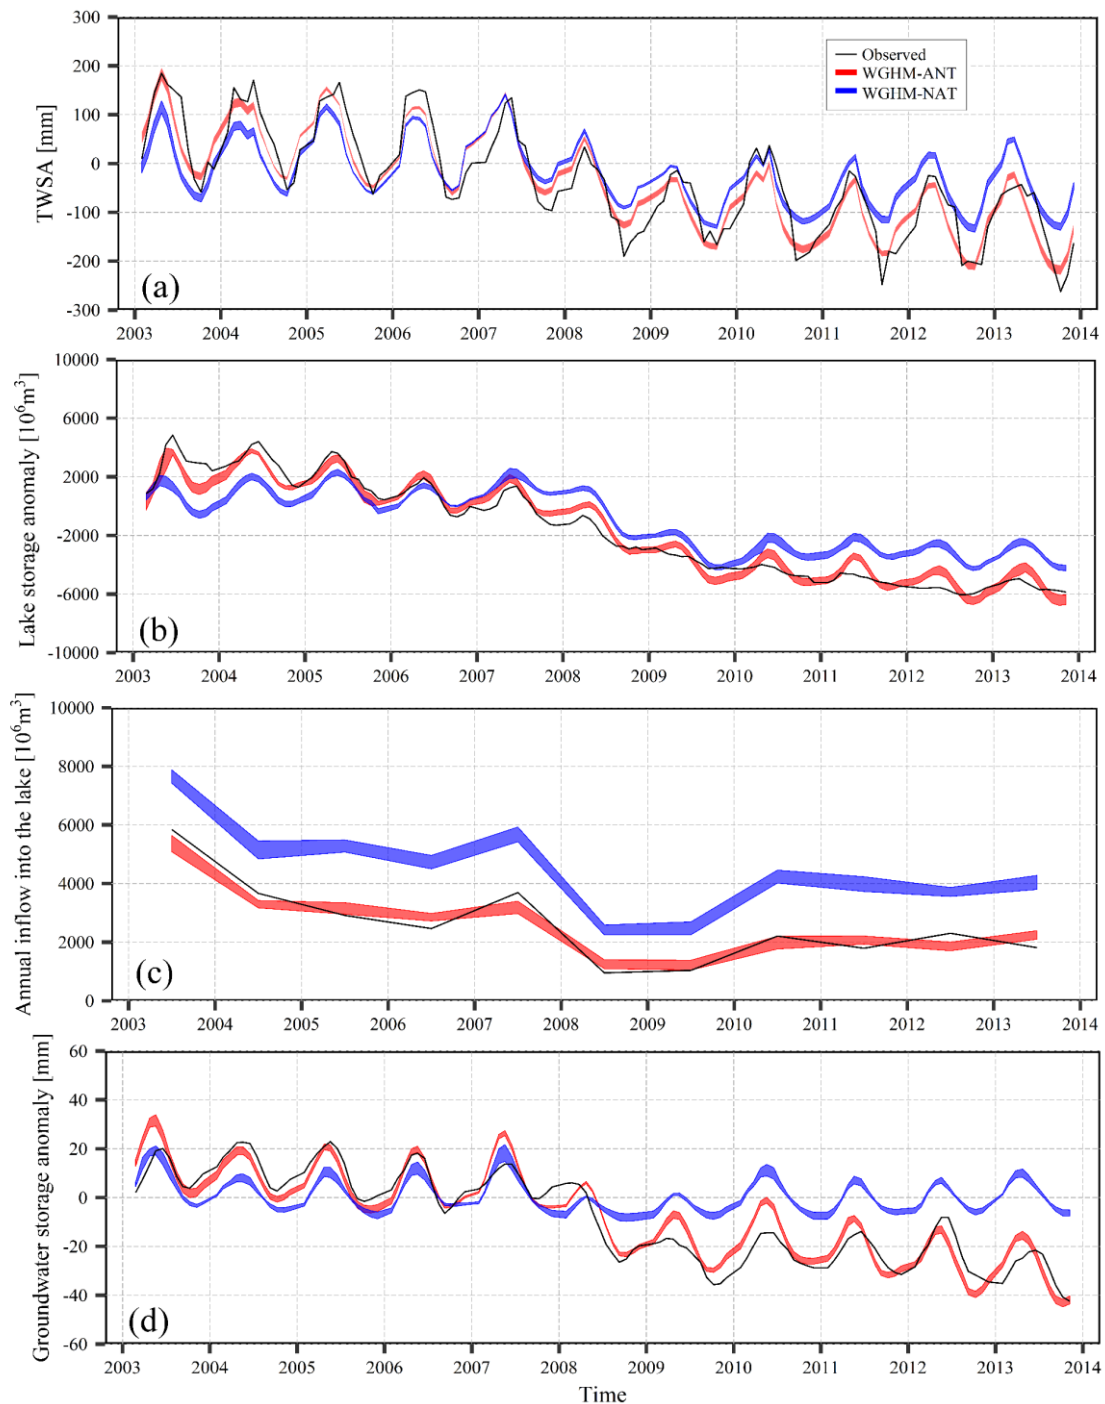 TWSA [mm]
300
200
100
0
-100
-200
-300
Observed
WGHM-ANT
WGHM-NAT
(a)
2003 2004 2005 2006 2007 2008 2009 2010 2011 2012 2013 2014
Lake storage anomaly [10⁶m³]
10000
6000
2000
-2000
-6000
-10000
(b)
2003 2004 2005 2006 2007 2008 2009 2010 2011 2012 2013 2014
Annual inflow into the lake [10⁶m³]
10000
8000
6000
4000
2000
0
(c)
2003 2004 2005 2006 2007 2008 2009 2010 2011 2012 2013 2014
Groundwater storage anomaly [mm]
60
40
20
0
-20
-40
-60
(d)
2003 2004 2005 2006 2007 2008 2009 2010 2011 2012 2013 2014
Time